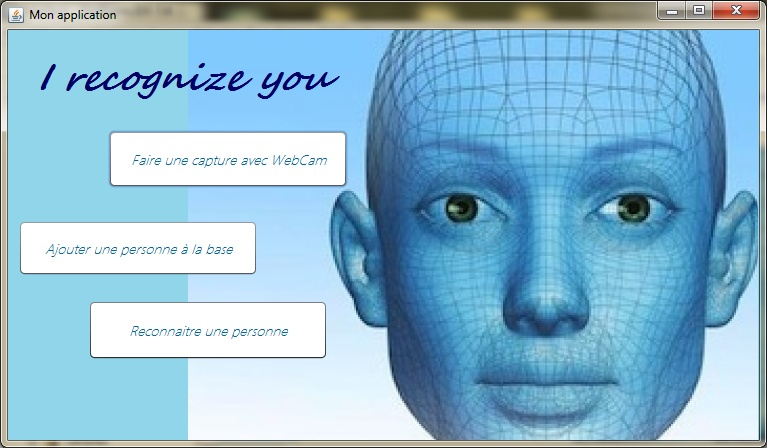 Mon application
I recognize you
Faire une capture avec WebCam
Ajouter une personne à la base
Reconnaitre une personne